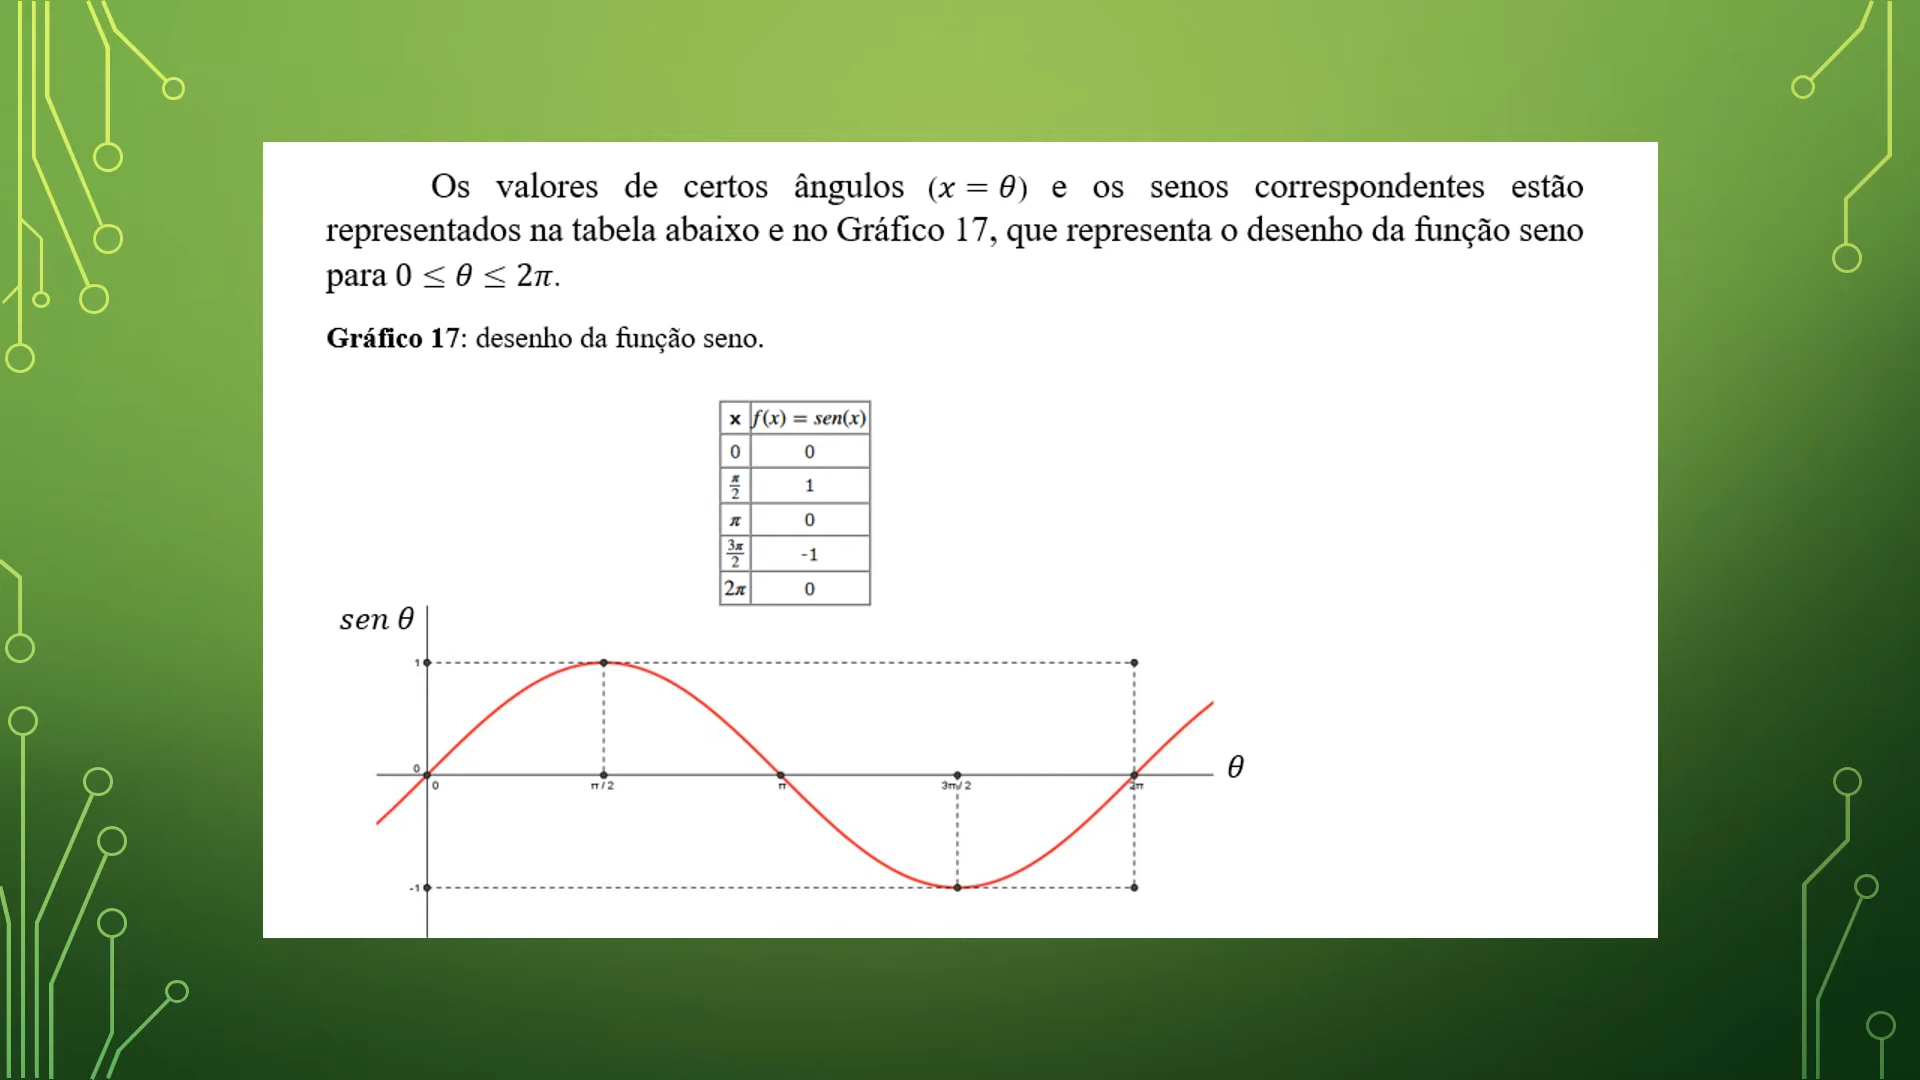 Os valores de certos ângulos (x = θ) e os senos correspondentes estão
representados na tabela abaixo e no Gráfico 17, que representa o desenho da função seno
para 0 ≤ θ ≤ 2π.
Gráfico 17: desenho da função seno.
x f(x) = sen(x)
0 0
π/2 1
π 0
3π/2 -1
2π 0
sen θ
1
0
θ
0 π/2 π 3π/2 2π
-1